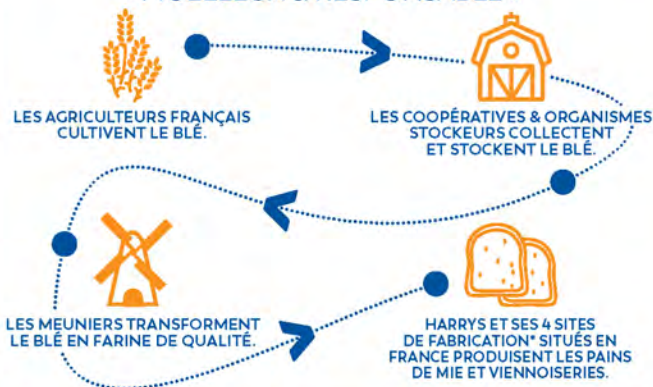 LES AGRICULTEURS FRANÇAIS
CULTIVENT LE BLÉ.
LES COOPÉRATIVES & ORGANISMES
STOCKEURS COLLECTENT
ET STOCKENT LE BLÉ.
LES MEUNIERS TRANSFORMENT
LE BLÉ EN FARINE DE QUALITÉ.
HARRYS ET SES 4 SITES
DE FABRICATION* SITUÉS EN
FRANCE PRODUISENT LES PAINS
DE MIE ET VIENNOISERIES.